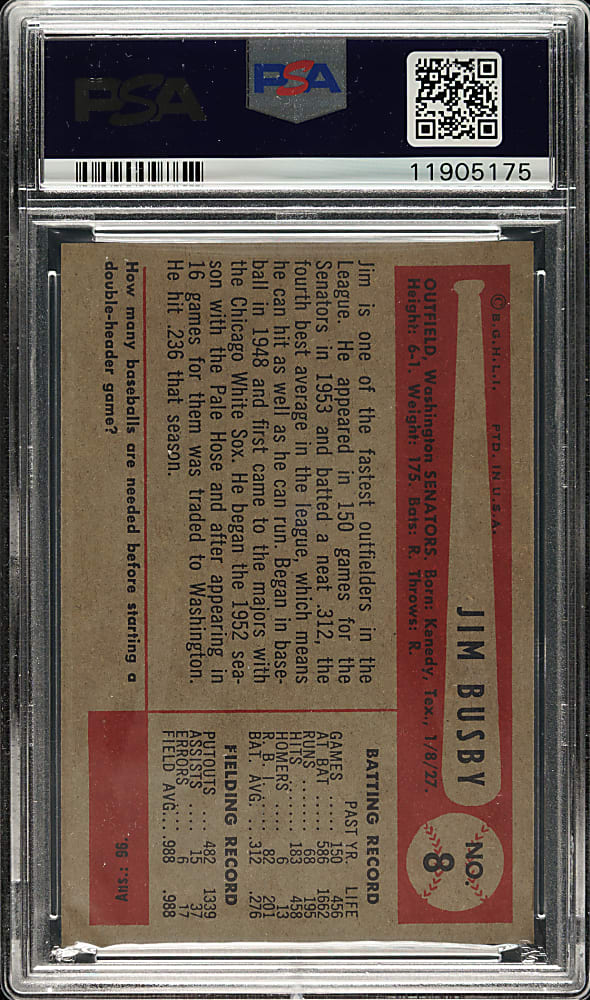 PSA
PSA
11905175
© B.G.H.L.I. PTD. IN U.S.A.
JIM BUSBY
NO.
8
OUTFIELD, Washington SENATORS. Born: Kenedy, Tex., 1/8/27.
Height: 6-1. Weight: 175. Bats: R. Throws: R.
Jim is one of the fastest outfielders in the
League. He appeared in 150 games for the
Senators in 1953 and batted a neat .312, the
fourth best average in the league, which means
he can hit as well as he can run. Began in base-
ball in 1948 and first came to the majors with
the Chicago White Sox. He began the 1952 sea-
son with the Pale Hose and after appearing in
16 games for them was traded to Washington.
He hit .236 that season.
BATTING RECORD
PAST YR. LIFE
GAMES ...... 150 456
AT BAT ..... 586 1662
RUNS ....... 68 195
HITS ....... 183 458
HOMERS .... 6 13
R. B. I. .... 82 201
BAT. AVG. ... .312 .276
FIELDING RECORD
PUTOUTS ... 482 1339
ASSISTS .... 15 37
ERRORS .... 6 17
FIELD AVG... .988 .988
How many baseballs are needed before starting a
double-header game?
Ans.: 96.